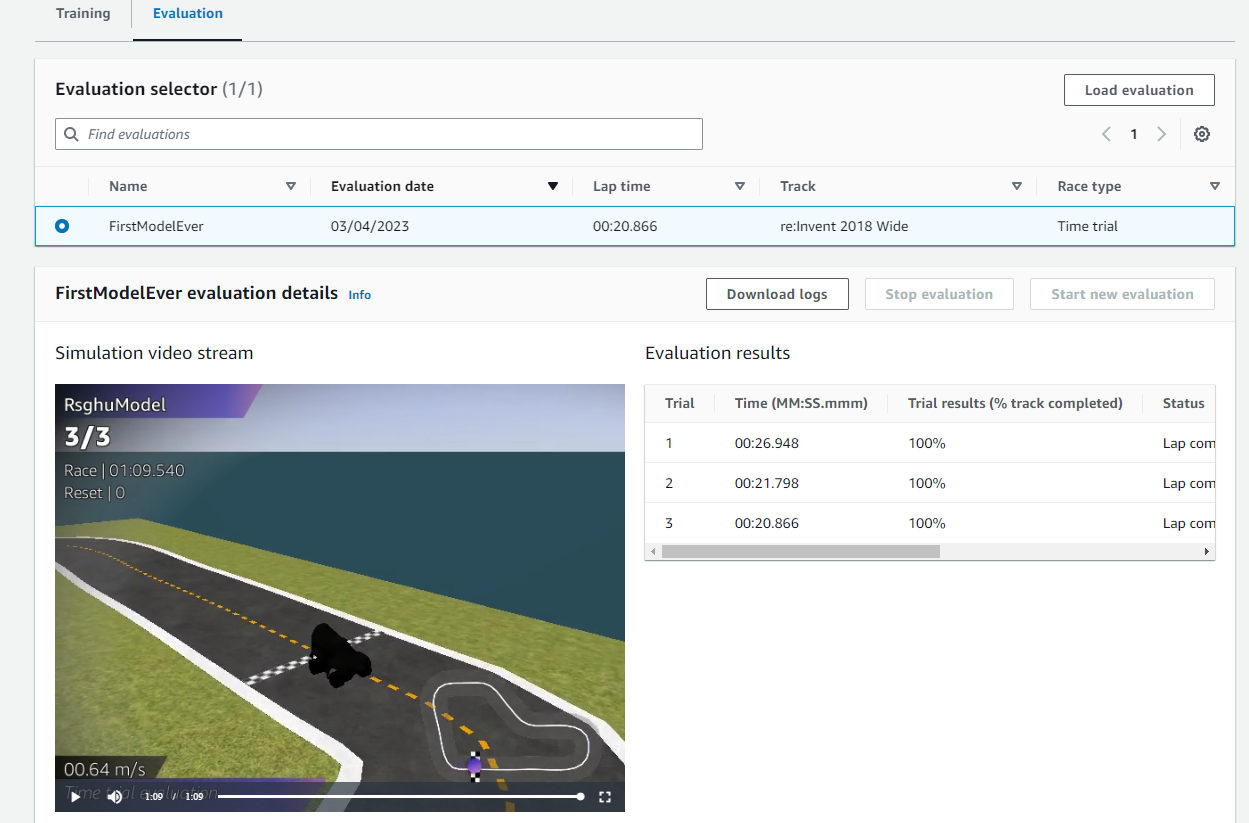 Training Evaluation
Evaluation selector (1/1) Load evaluation
Find evaluations 1
Name Evaluation date Lap time Track Race type
FirstModelEver 03/04/2023 00:20.866 re:Invent 2018 Wide Time trial
FirstModelEver evaluation details Info Download logs Stop evaluation Start new evaluation
Simulation video stream
RsghuModel
3/3
Race | 01:09.540
Reset | 0
00.64 m/s
Time trial evaluation
1:09 / 1:09
Evaluation results
Trial Time (MM:SS.mmm) Trial results (% track completed) Status
1 00:26.948 100% Lap com
2 00:21.798 100% Lap com
3 00:20.866 100% Lap com